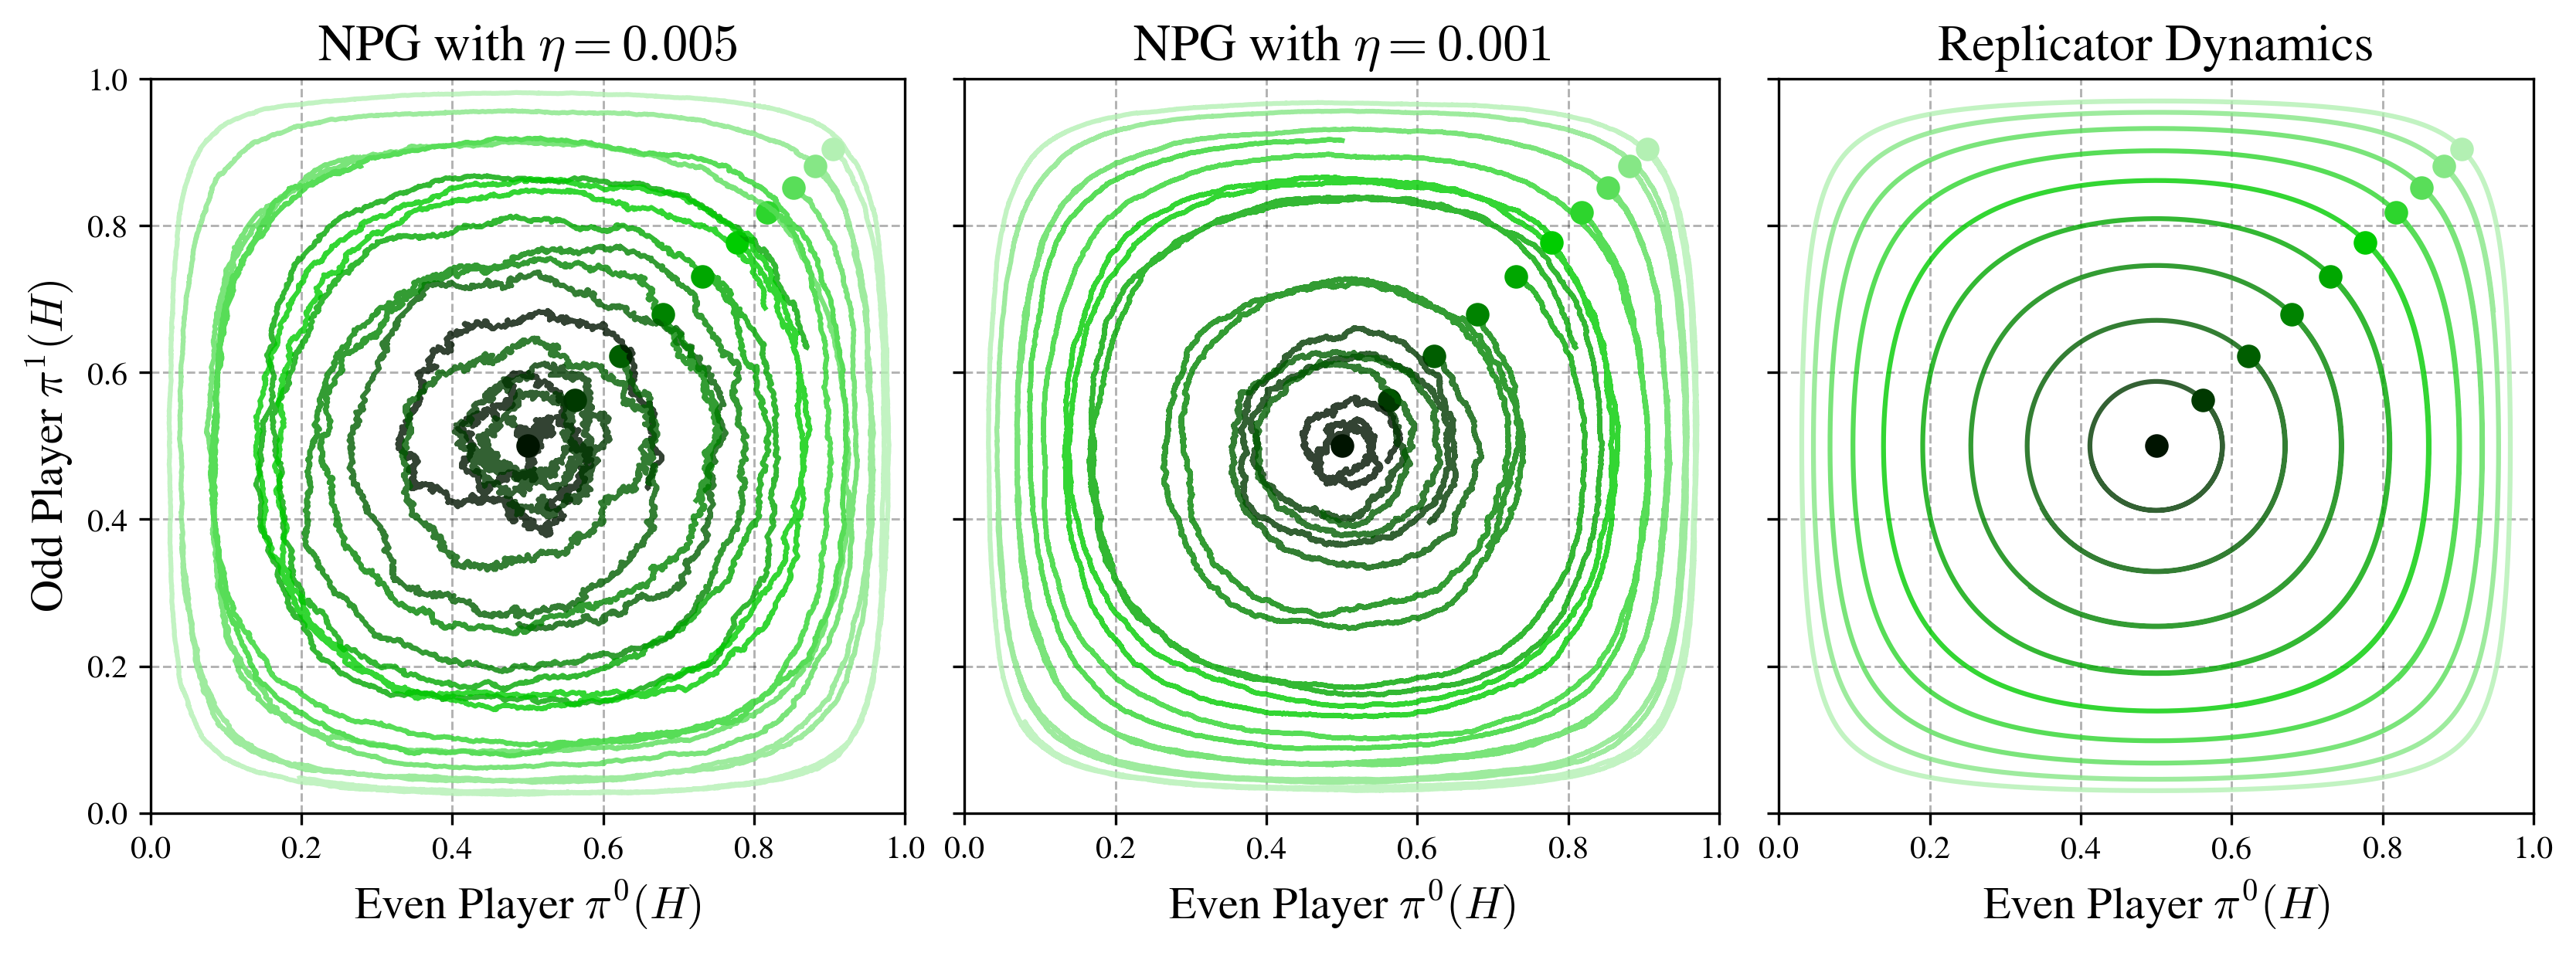 NPG with η = 0.005
NPG with η = 0.001
Replicator Dynamics
Odd Player π¹(H)
1.0
0.8
0.6
0.4
0.2
0.0
0.0 0.2 0.4 0.6 0.8 1.0
0.0 0.2 0.4 0.6 0.8 1.0
0.0 0.2 0.4 0.6 0.8 1.0
Even Player π⁰(H)
Even Player π⁰(H)
Even Player π⁰(H)